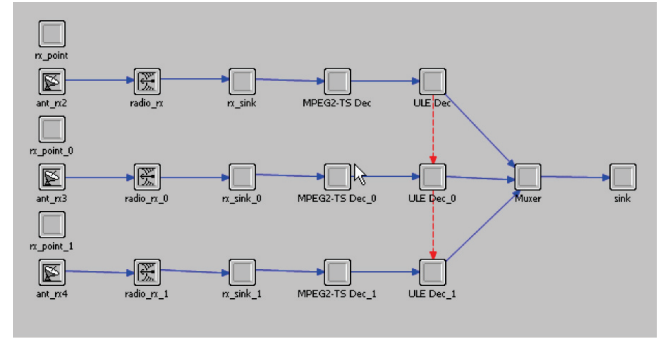 rx_point
ant_rx2 radio_rx rx_sink MPEG2-TS Dec ULE Dec
rx_point_0
ant_rx3 radio_rx_0 rx_sink_0 MPEG2-TS Dec_0 ULE Dec_0 Muxer sink
rx_point_1
ant_rx4 radio_rx_1 rx_sink_1 MPEG2-TS Dec_1 ULE Dec_1